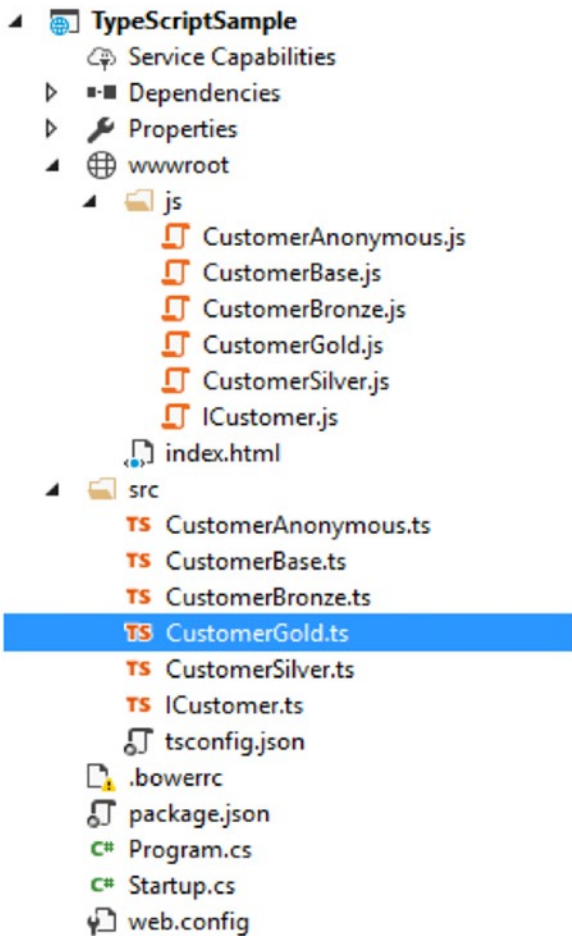 TypeScriptSample
Service Capabilities
Dependencies
Properties
wwwroot
js
CustomerAnonymous.js
CustomerBase.js
CustomerBronze.js
CustomerGold.js
CustomerSilver.js
ICustomer.js
index.html
src
TS CustomerAnonymous.ts
TS CustomerBase.ts
TS CustomerBronze.ts
TS CustomerGold.ts
TS CustomerSilver.ts
TS ICustomer.ts
tsconfig.json
.bowerrc
package.json
C# Program.cs
C# Startup.cs
web.config